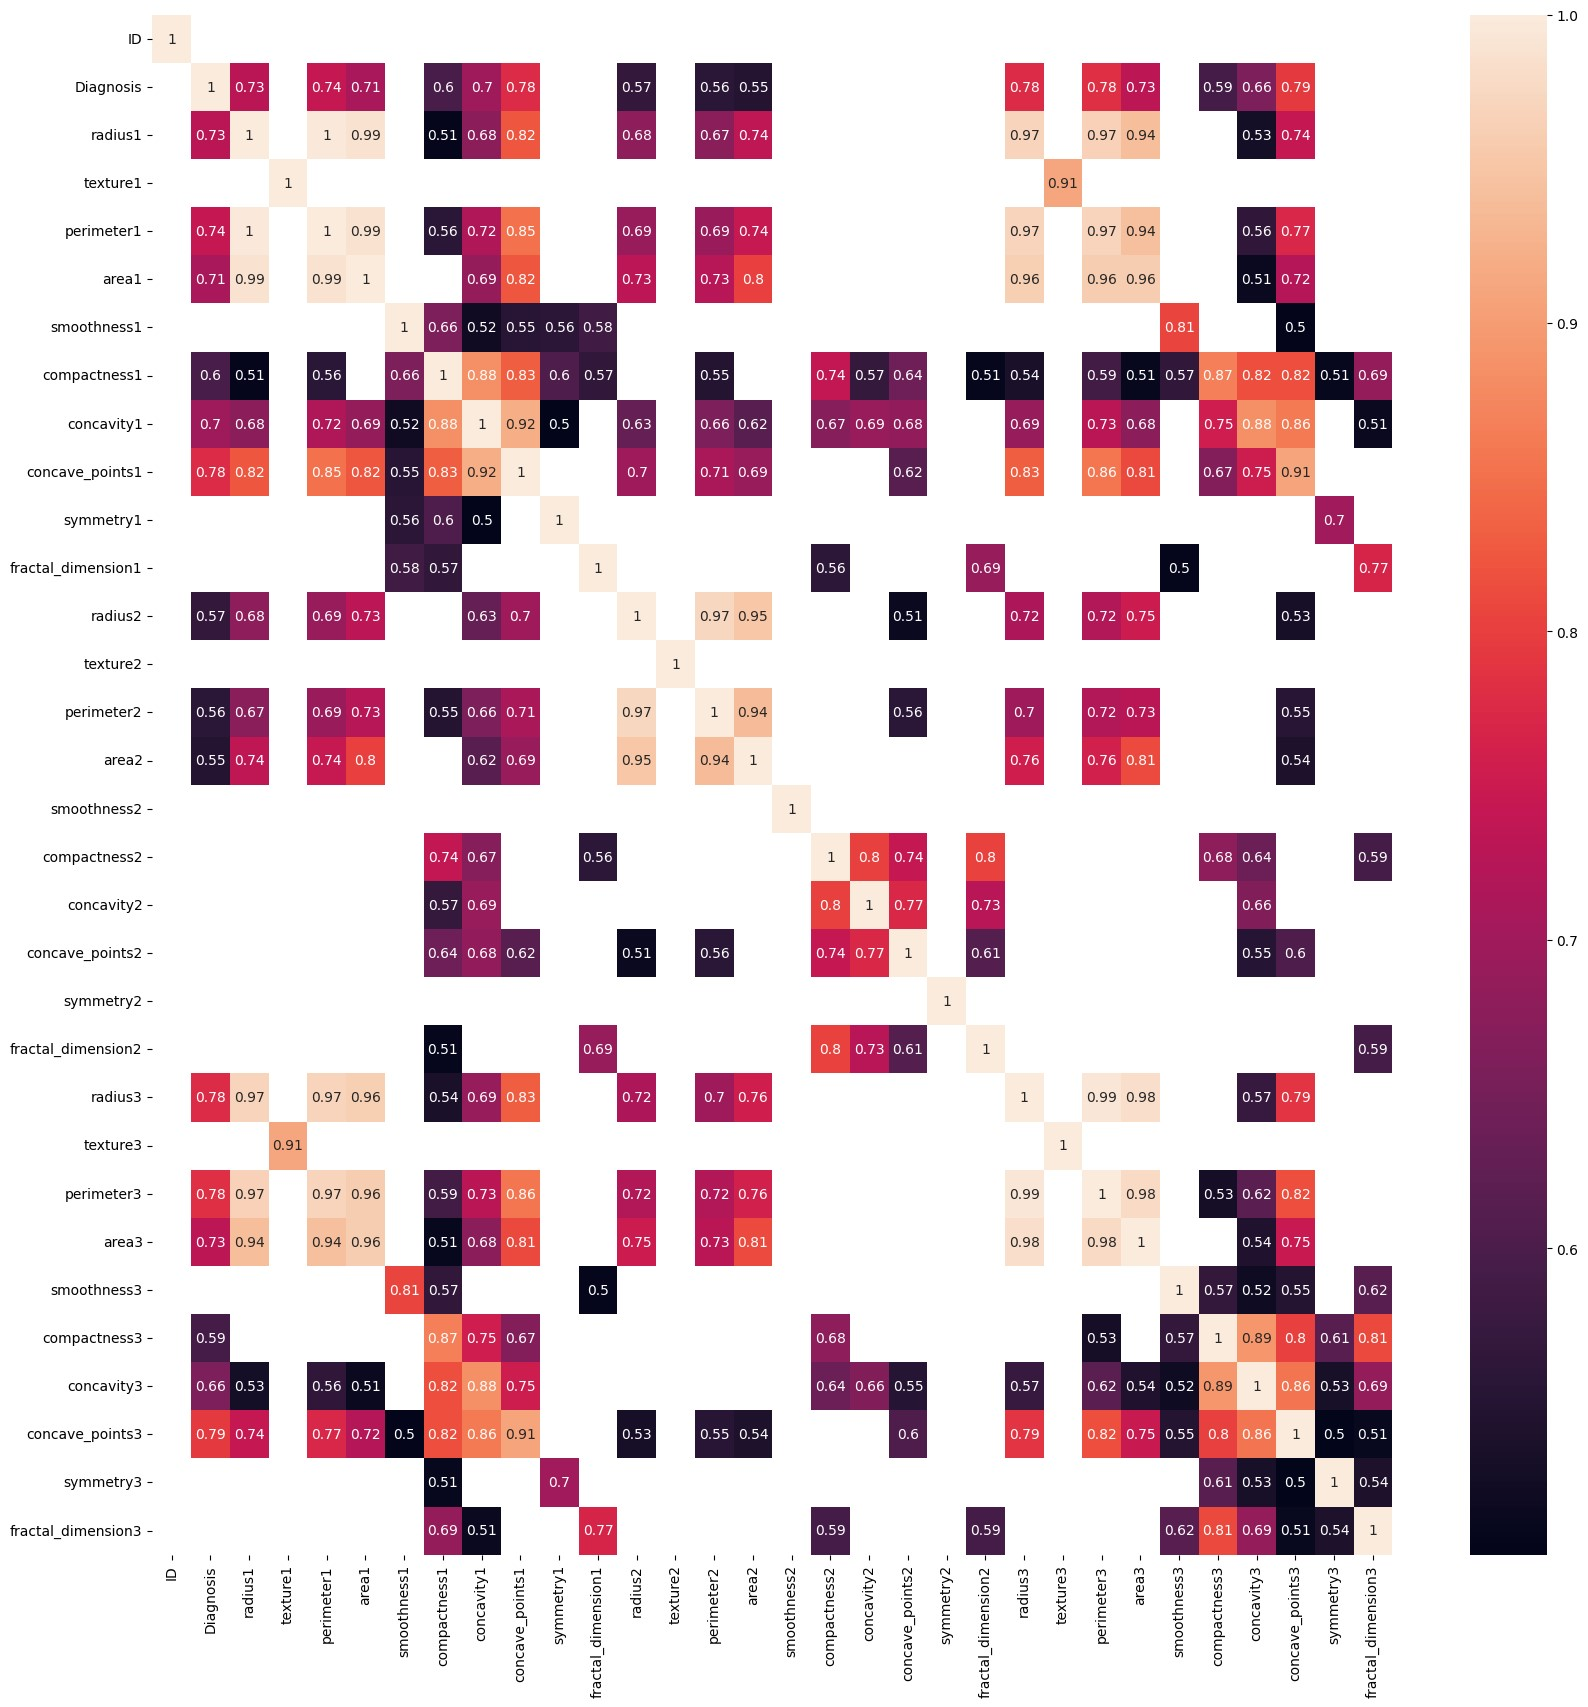 ID 1 1.0
Diagnosis 1 0.73 0.74 0.71 0.6 0.7 0.78 0.57 0.56 0.55 0.78 0.78 0.73 0.59 0.66 0.79
radius1 0.73 1 1 0.99 0.51 0.68 0.82 0.68 0.67 0.74 0.97 0.97 0.94 0.53 0.74
texture1 1 0.91
perimeter1 0.74 1 1 0.99 0.56 0.72 0.85 0.69 0.69 0.74 0.97 0.97 0.94 0.56 0.77
area1 0.71 0.99 0.99 1 0.69 0.82 0.73 0.73 0.8 0.96 0.96 0.96 0.51 0.72
0.9
smoothness1 1 0.66 0.52 0.55 0.56 0.58 0.81 0.5
compactness1 0.6 0.51 0.56 0.66 1 0.88 0.83 0.6 0.57 0.55 0.74 0.57 0.64 0.51 0.54 0.59 0.51 0.57 0.87 0.82 0.82 0.51 0.69
concavity1 0.7 0.68 0.72 0.69 0.52 0.88 1 0.92 0.5 0.63 0.66 0.62 0.67 0.69 0.68 0.69 0.73 0.68 0.75 0.88 0.86 0.51
concave_points1 0.78 0.82 0.85 0.82 0.55 0.83 0.92 1 0.7 0.71 0.69 0.62 0.83 0.86 0.81 0.67 0.75 0.91
symmetry1 0.56 0.6 0.5 1 0.7
fractal_dimension1 0.58 0.57 1 0.56 0.69 0.5 0.77
radius2 0.57 0.68 0.69 0.73 0.63 0.7 1 0.97 0.95 0.51 0.72 0.72 0.75 0.53
0.8
texture2 1
perimeter2 0.56 0.67 0.69 0.73 0.55 0.66 0.71 0.97 1 0.94 0.56 0.7 0.72 0.73 0.55
area2 0.55 0.74 0.74 0.8 0.62 0.69 0.95 0.94 1 0.76 0.76 0.81 0.54
smoothness2 1
compactness2 0.74 0.67 0.56 1 0.8 0.74 0.8 0.68 0.64 0.59
concavity2 0.57 0.69 0.8 1 0.77 0.73 0.66
0.7
concave_points2 0.64 0.68 0.62 0.51 0.56 0.74 0.77 1 0.61 0.55 0.6
symmetry2 1
fractal_dimension2 0.51 0.69 0.8 0.73 0.61 1 0.59
radius3 0.78 0.97 0.97 0.96 0.54 0.69 0.83 0.72 0.7 0.76 1 0.99 0.98 0.57 0.79
texture3 0.91 1
perimeter3 0.78 0.97 0.97 0.96 0.59 0.73 0.86 0.72 0.72 0.76 0.99 1 0.98 0.53 0.62 0.82
area3 0.73 0.94 0.94 0.96 0.51 0.68 0.81 0.75 0.73 0.81 0.98 0.98 1 0.54 0.75
0.6
smoothness3 0.81 0.57 0.5 1 0.57 0.52 0.55 0.62
compactness3 0.59 0.87 0.75 0.67 0.68 0.53 0.57 1 0.89 0.8 0.61 0.81
concavity3 0.66 0.53 0.56 0.51 0.82 0.88 0.75 0.64 0.66 0.55 0.57 0.62 0.54 0.52 0.89 1 0.86 0.53 0.69
concave_points3 0.79 0.74 0.77 0.72 0.5 0.82 0.86 0.91 0.53 0.55 0.54 0.6 0.79 0.82 0.75 0.55 0.8 0.86 1 0.5 0.51
symmetry3 0.51 0.7 0.61 0.53 0.5 1 0.54
fractal_dimension3 0.69 0.51 0.77 0.59 0.59 0.62 0.81 0.69 0.51 0.54 1
ID
Diagnosis
radius1
texture1
perimeter1
area1
smoothness1
compactness1
concavity1
concave_points1
symmetry1
fractal_dimension1
radius2
texture2
perimeter2
area2
smoothness2
compactness2
concavity2
concave_points2
symmetry2
fractal_dimension2
radius3
texture3
perimeter3
area3
smoothness3
compactness3
concavity3
concave_points3
symmetry3
fractal_dimension3